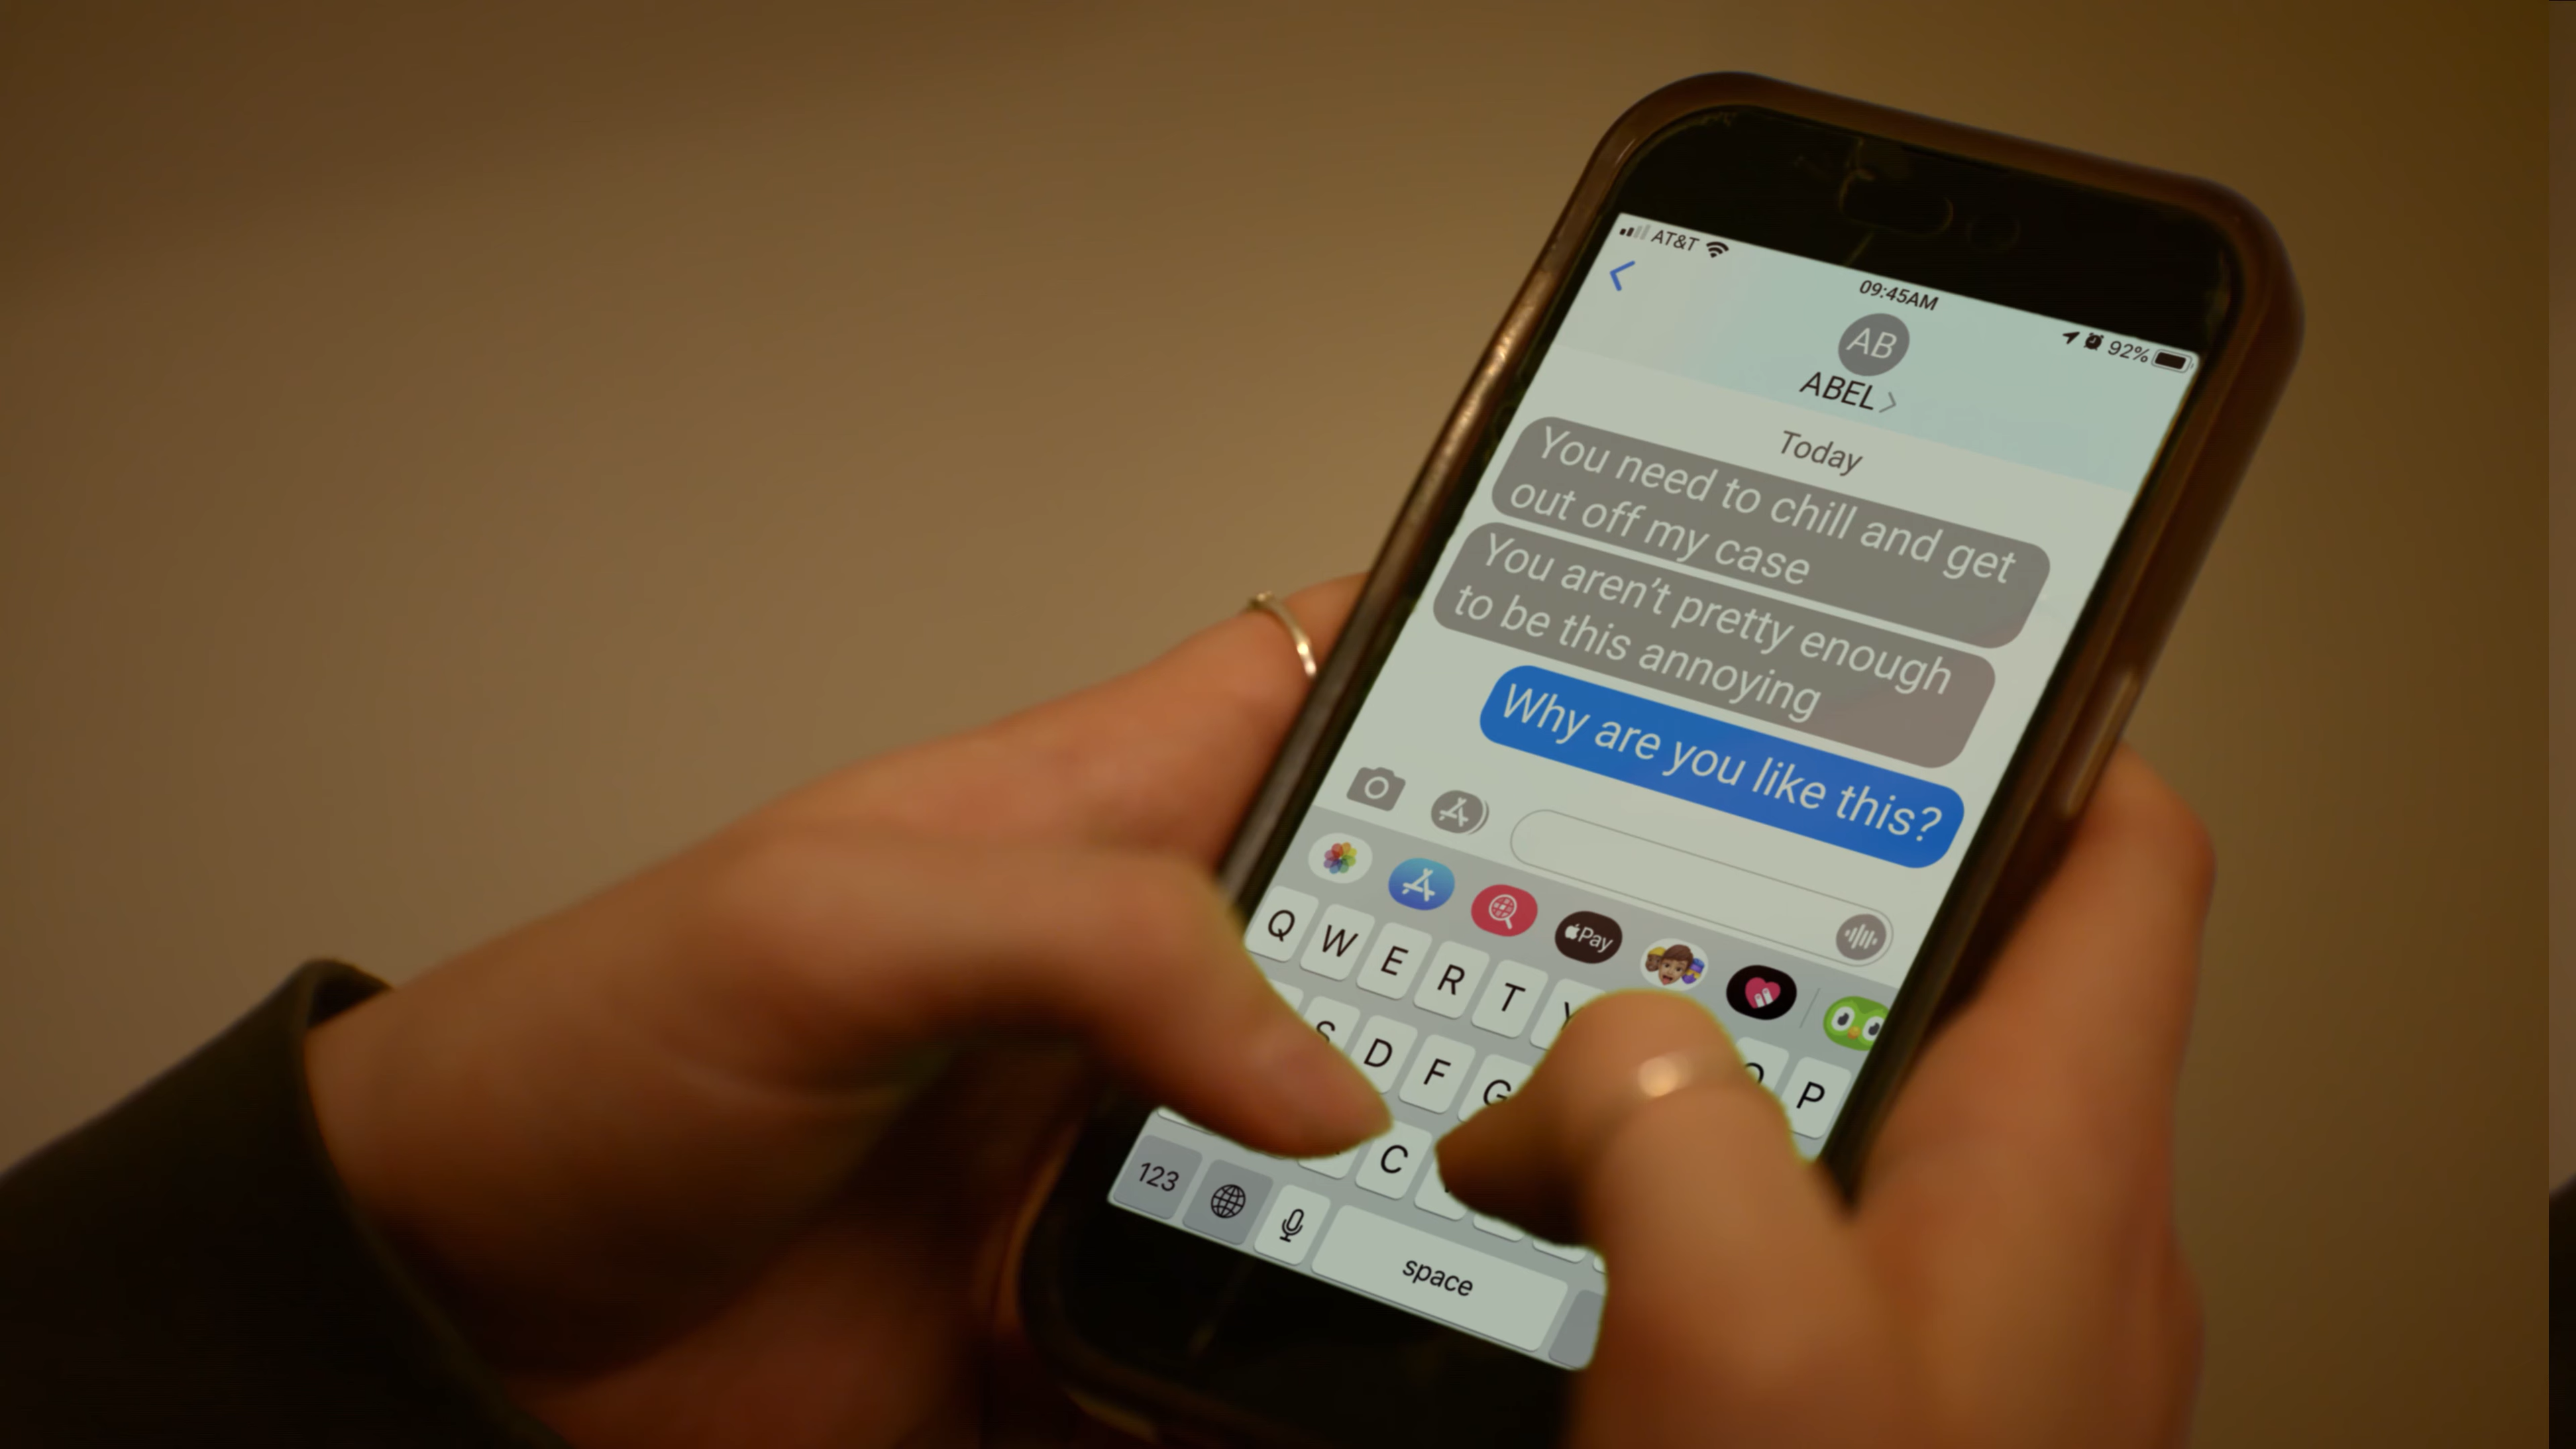 AT&T
09:45AM
92%
AB
ABEL
Today
You need to chill and get
out off my case
You aren't pretty enough
to be this annoying
Why are you like this?
Pay
Q W E R T Y O P
S D F G
C
123
space